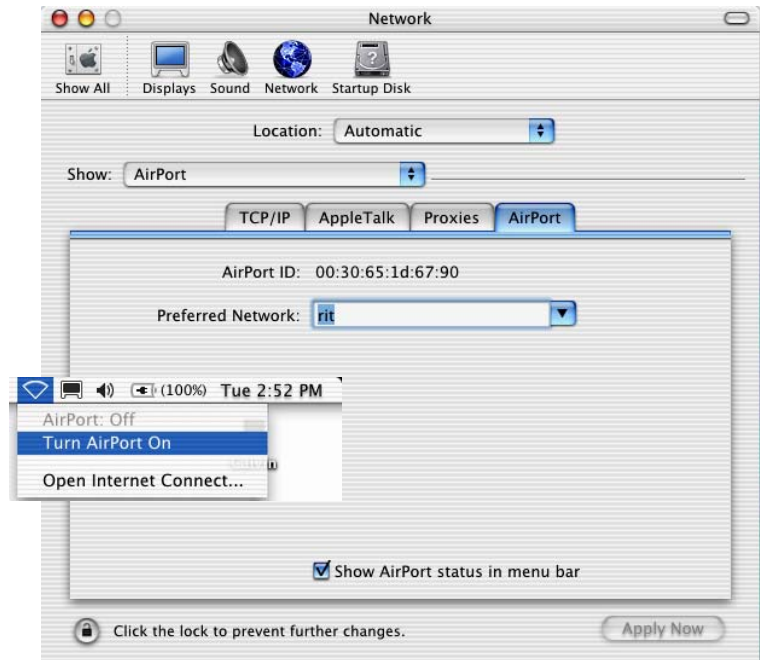 Network
Show All Displays Sound Network Startup Disk
Location: Automatic
Show: AirPort
TCP/IP AppleTalk Proxies AirPort
AirPort ID: 00:30:65:1d:67:90
Preferred Network: rit
(100%) Tue 2:52 PM
AirPort: Off
Turn AirPort On
Open Internet Connect...
Show AirPort status in menu bar
Click the lock to prevent further changes.
Apply Now